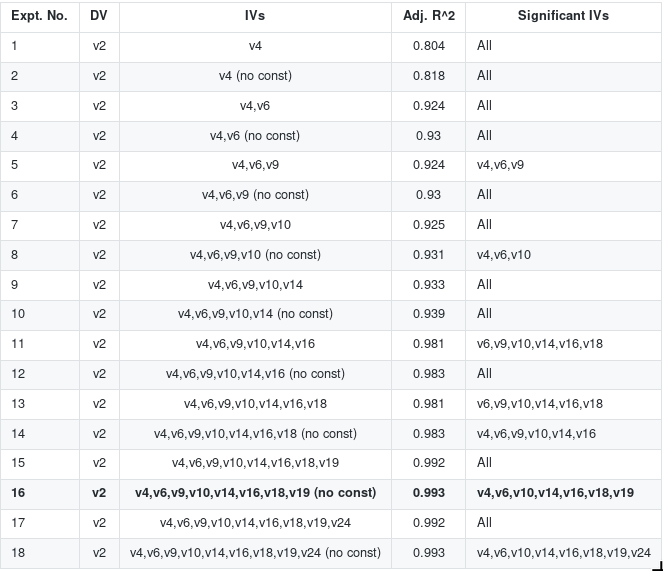 Expt. No. DV IVs Adj. R^2 Significant IVs
1 v2 v4 0.804 All
2 v2 v4 (no const) 0.818 All
3 v2 v4,v6 0.924 All
4 v2 v4,v6 (no const) 0.93 All
5 v2 v4,v6,v9 0.924 v4,v6,v9
6 v2 v4,v6,v9 (no const) 0.93 All
7 v2 v4,v6,v9,v10 0.925 All
8 v2 v4,v6,v9,v10 (no const) 0.931 v4,v6,v10
9 v2 v4,v6,v9,v10,v14 0.933 All
10 v2 v4,v6,v9,v10,v14 (no const) 0.939 All
11 v2 v4,v6,v9,v10,v14,v16 0.981 v6,v9,v10,v14,v16,v18
12 v2 v4,v6,v9,v10,v14,v16 (no const) 0.983 All
13 v2 v4,v6,v9,v10,v14,v16,v18 0.981 v6,v9,v10,v14,v16,v18
14 v2 v4,v6,v9,v10,v14,v16,v18 (no const) 0.983 v4,v6,v9,v10,v14,v16
15 v2 v4,v6,v9,v10,v14,v16,v18,v19 0.992 All
16 v2 v4,v6,v9,v10,v14,v16,v18,v19 (no const) 0.993 v4,v6,v10,v14,v16,v18,v19
17 v2 v4,v6,v9,v10,v14,v16,v18,v19,v24 0.992 All
18 v2 v4,v6,v9,v10,v14,v16,v18,v19,v24 (no const) 0.993 v4,v6,v10,v14,v16,v18,v19,v24